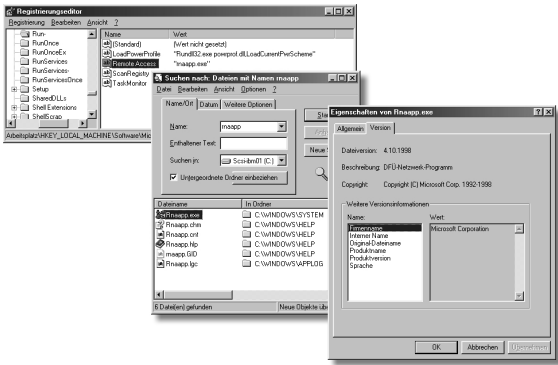 Registrierungseditor
Registrierung Bearbeiten Ansicht ?
Run-
RunOnce
RunOnceEx
RunServices
RunServices-
RunServicesOnce
Setup
SharedDLLs
Shell Extensions
ShellScrap
Name Wert
(Standard) (Wert nicht gesetzt)
LoadPowerProfile "Rundll32.exe powrprof.dll,LoadCurrentPwrScheme"
Remote Access "rnaapp.exe"
ScanRegistry
TaskMonitor
Arbeitsplatz\HKEY_LOCAL_MACHINE\Software\Mic
Suchen nach: Dateien mit Namen rnaapp
Datei Bearbeiten Ansicht Optionen ?
Name/Ort Datum Weitere Optionen
Name: rnaapp
Enthaltener Text:
Suchen in: Scsi-ibm01 (C:)
Untergeordnete Ordner einbeziehen
Neue S
Dateiname In Ordner
Rnaapp.exe C:\WINDOWS\SYSTEM
Rnaapp.chm C:\WINDOWS\HELP
Rnaapp.cnt C:\WINDOWS\HELP
Rnaapp.hlp C:\WINDOWS\HELP
rnaapp.GID C:\WINDOWS\HELP
Rnaapp.lgc C:\WINDOWS\APPLOG
6 Datei(en) gefunden Neue Objekte übe
Eigenschaften von Rnaapp.exe
Allgemein Version
Dateiversion: 4.10.1998
Beschreibung: DFÜ-Netzwerk-Programm
Copyright: Copyright (C) Microsoft Corp. 1992-1998
Weitere Versionsinformationen
Name: Wert:
Firmenname Microsoft Corporation
Interner Name
Original-Dateiname
Produktname
Produktversion
Sprache
OK Abbrechen Übernehmen